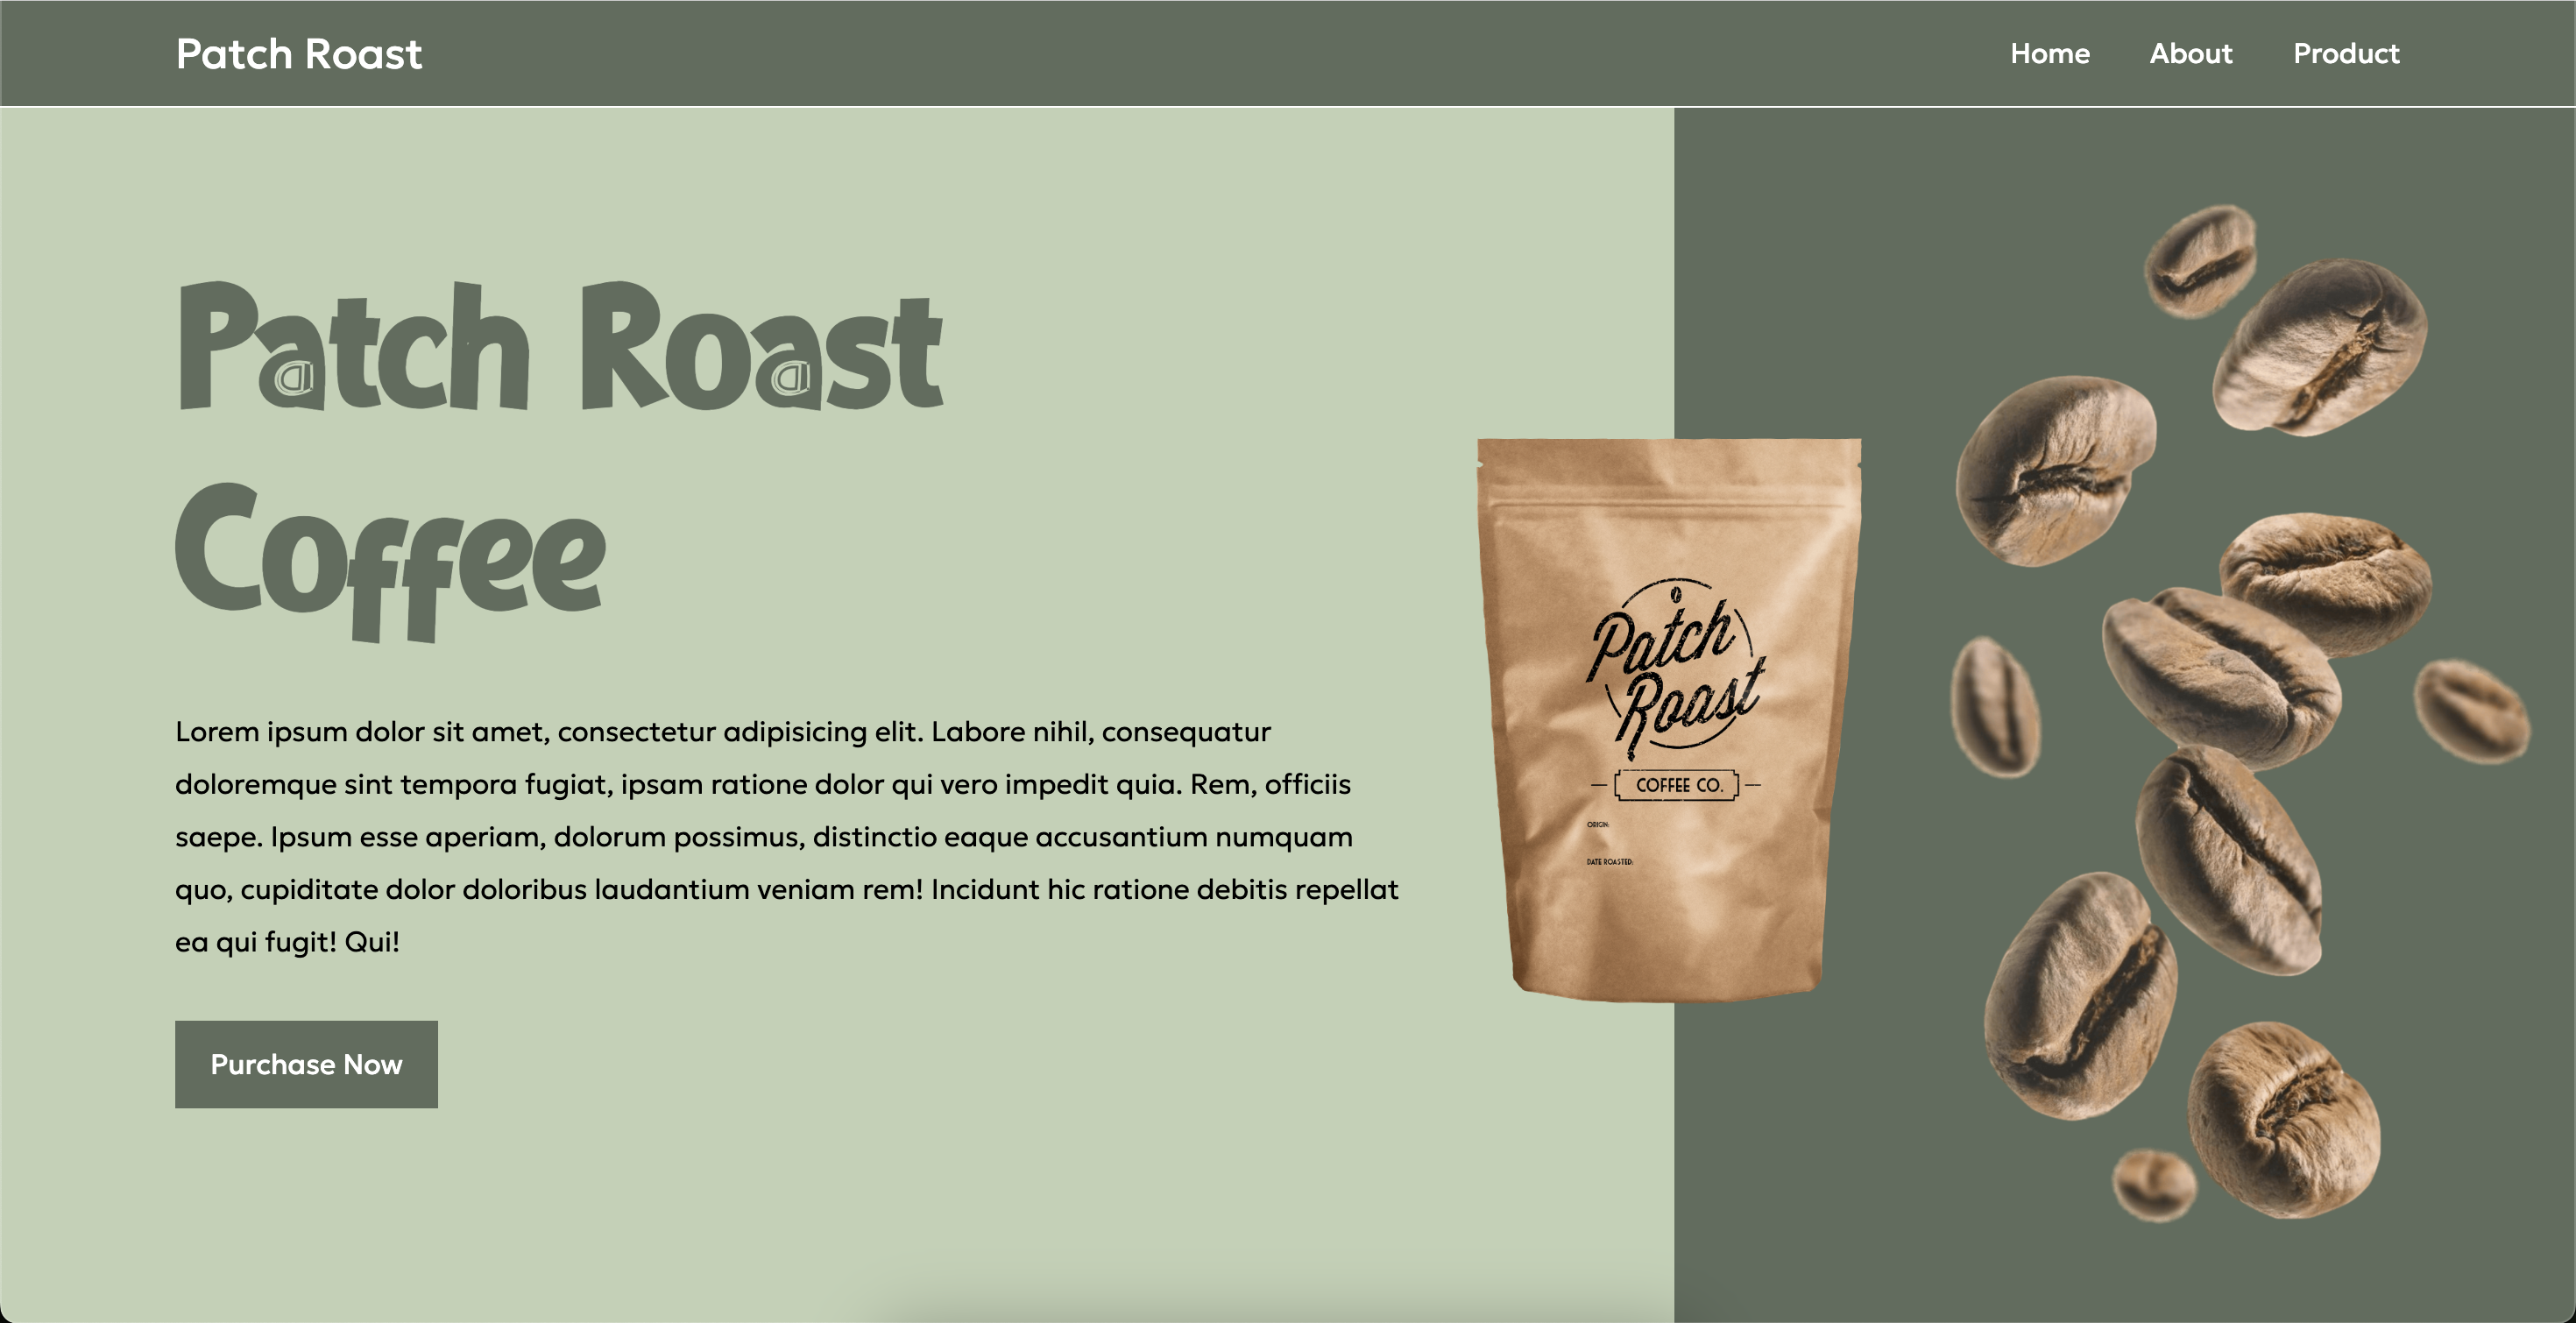 Patch Roast
Home About Product
Patch Roast
Coffee
Lorem ipsum dolor sit amet, consectetur adipisicing elit. Labore nihil, consequatur
doloremque sint tempora fugiat, ipsam ratione dolor qui vero impedit quia. Rem, officiis
saepe. Ipsum esse aperiam, dolorum possimus, distinctio eaque accusantium numquam
quo, cupiditate dolor doloribus laudantium veniam rem! Incidunt hic ratione debitis repellat
ea qui fugit! Qui!
Purchase Now
Patch
Roast
COFFEE CO.
ORIGIN:
DATE ROASTED: